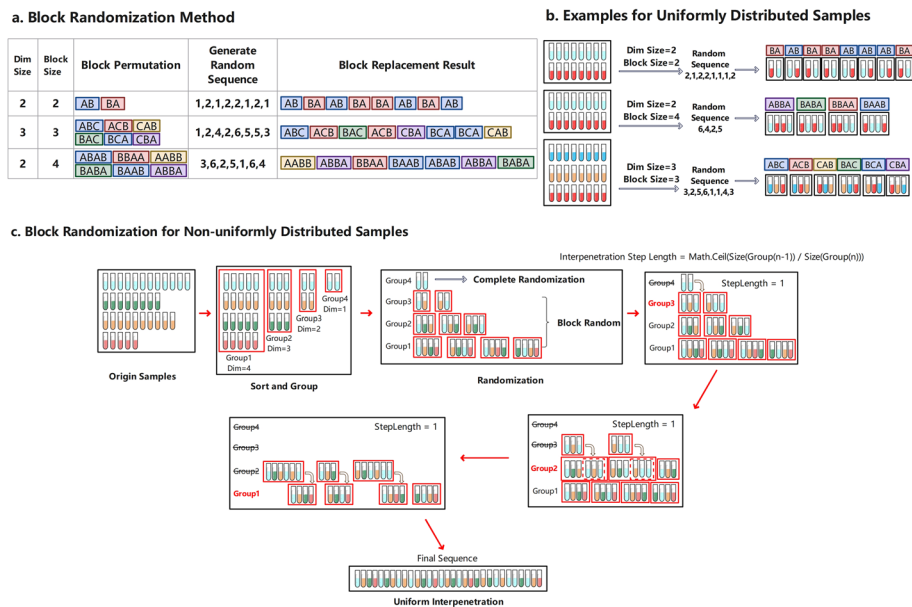 a. Block Randomization Method
Dim Size
Block Size
Block Permutation
Generate Random Sequence
Block Replacement Result
2 2 AB BA 1,2,1,2,2,1,2,1 AB BA AB BA BA AB BA AB
3 3 ABC ACB CAB BAC BCA CBA 1,2,4,2,6,5,5,3 ABC ACB BAC ACB CBA BCA BCA CAB
2 4 ABAB BBAA AABB BABA BAAB ABBA 3,6,2,5,1,6,4 AABB ABBA BBAA BAAB ABAB ABBA BABA
b. Examples for Uniformly Distributed Samples
Dim Size=2
Block Size=2
Random
Sequence
2,1,2,2,1,1,1,2
BA AB BA BA AB AB AB BA
Dim Size=2
Block Size=4
Random
Sequence
6,4,2,5
ABBA BABA BBAA BAAB
Dim Size=3
Block Size=3
Random
Sequence
3,2,5,6,1,1,4,3
ABC ACB CAB BAC BCA CBA
c. Block Randomization for Non-uniformly Distributed Samples
Interpenetration Step Length = Math.Ceil(Size(Group(n-1)) / Size(Group(n)))
Origin Samples
Group4
Dim=1
Group3
Dim=2
Group2
Dim=3
Group1
Dim=4
Sort and Group
Group4
Complete Randomization
Group3
Group2
Block Random
Group1
Randomization
Group4
StepLength = 1
Group3
Group2
Group1
Group4
StepLength = 1
Group3
Group2
Group1
Group4
StepLength = 1
Group3
Group2
Group1
Final Sequence
Uniform Interpenetration